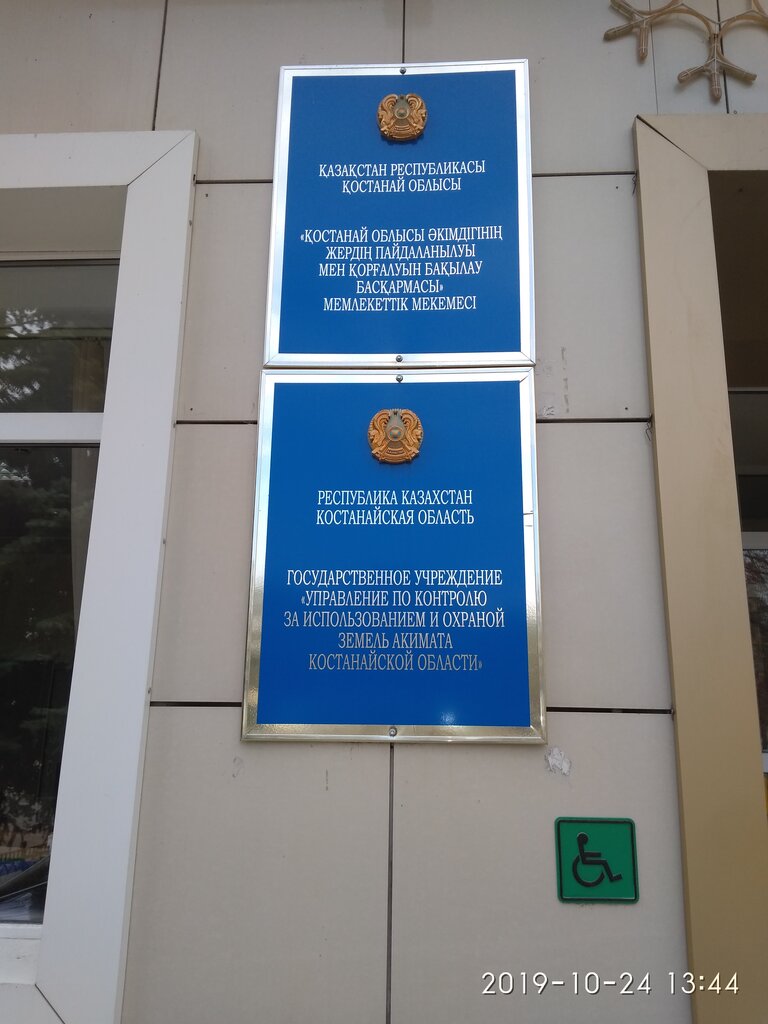 ҚАЗАҚСТАН РЕСПУБЛИКАСЫ
ҚОСТАНАЙ ОБЛЫСЫ
«ҚОСТАНАЙ ОБЛЫСЫ ӘКІМДІГІНІҢ
ЖЕРДІҢ ПАЙДАЛАНЫЛУЫ
МЕН ҚОРҒАЛУЫН БАҚЫЛАУ
БАСҚАРМАСЫ»
МЕМЛЕКЕТТІК МЕКЕМЕСІ
РЕСПУБЛИКА КАЗАХСТАН
КОСТАНАЙСКАЯ ОБЛАСТЬ
ГОСУДАРСТВЕННОЕ УЧРЕЖДЕНИЕ
«УПРАВЛЕНИЕ ПО КОНТРОЛЮ
ЗА ИСПОЛЬЗОВАНИЕМ И ОХРАНОЙ
ЗЕМЕЛЬ АКИМАТА
КОСТАНАЙСКОЙ ОБЛАСТИ»
2019-10-24 13:44